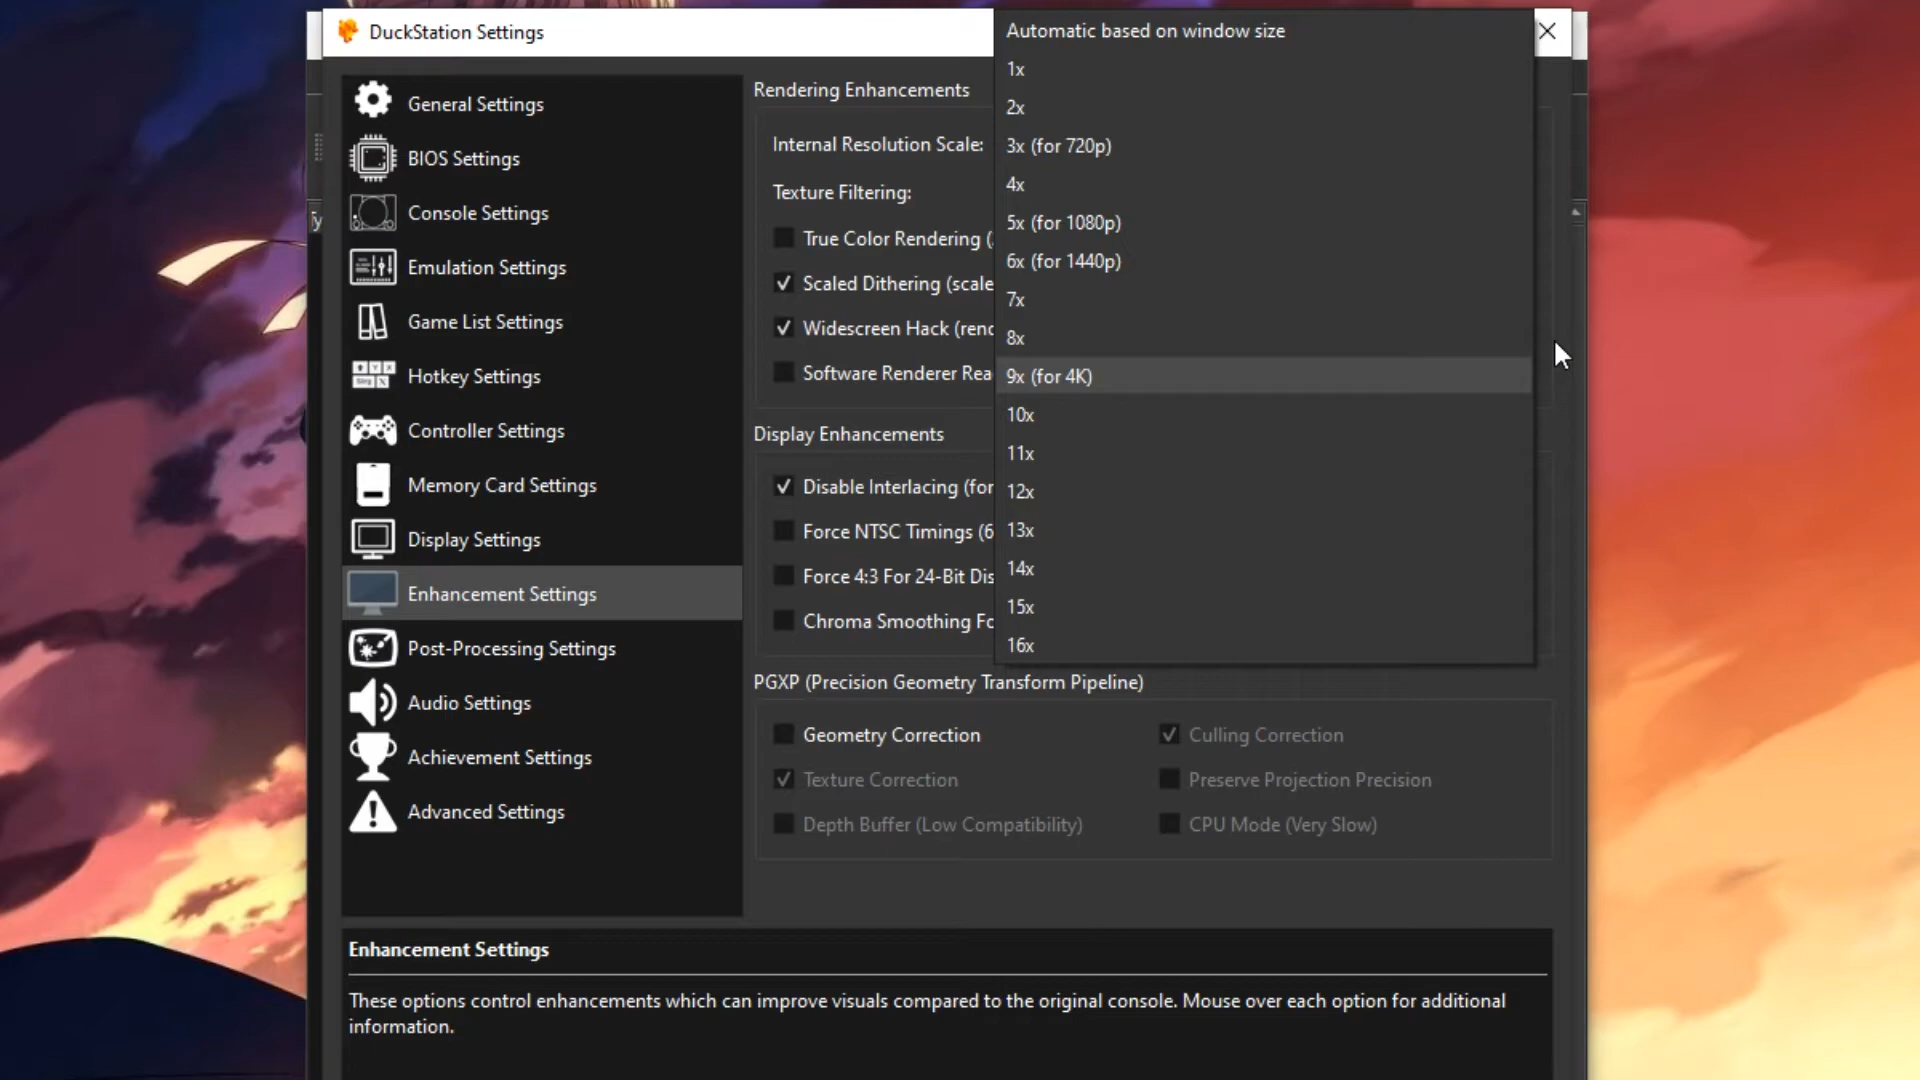 DuckStation Settings
General Settings
BIOS Settings
Console Settings
Emulation Settings
Game List Settings
Hotkey Settings
Controller Settings
Memory Card Settings
Display Settings
Enhancement Settings
Post-Processing Settings
Audio Settings
Achievement Settings
Advanced Settings
Rendering Enhancements
Internal Resolution Scale:
Texture Filtering:
True Color Rendering (
Scaled Dithering (scale
Widescreen Hack (renc
Software Renderer Rea
Automatic based on window size
1x
2x
3x (for 720p)
4x
5x (for 1080p)
6x (for 1440p)
7x
8x
9x (for 4K)
10x
11x
12x
13x
14x
15x
16x
Display Enhancements
Disable Interlacing (for
Force NTSC Timings (6
Force 4:3 For 24-Bit Dis
Chroma Smoothing Fo
PGXP (Precision Geometry Transform Pipeline)
Geometry Correction
Culling Correction
Texture Correction
Preserve Projection Precision
Depth Buffer (Low Compatibility)
CPU Mode (Very Slow)
Enhancement Settings
These options control enhancements which can improve visuals compared to the original console. Mouse over each option for additional
information.